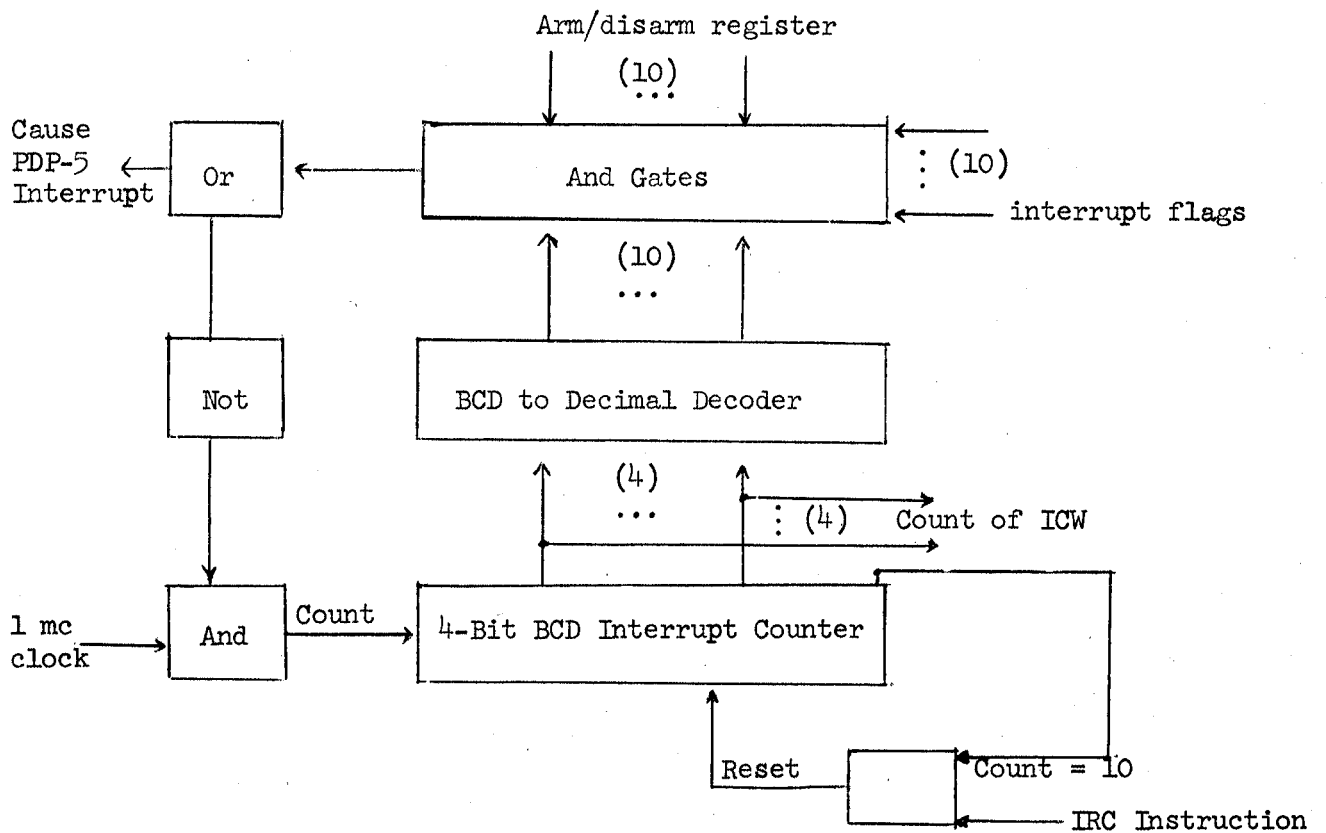 Arm/disarm register
(10)
...
Cause
PDP-5
Interrupt
Or
And Gates
(10)
interrupt flags
(10)
...
Not
BCD to Decimal Decoder
(4)
...
(4)
Count of ICW
1 mc
clock
And
Count
4-Bit BCD Interrupt Counter
Reset
Count = 10
IRC Instruction